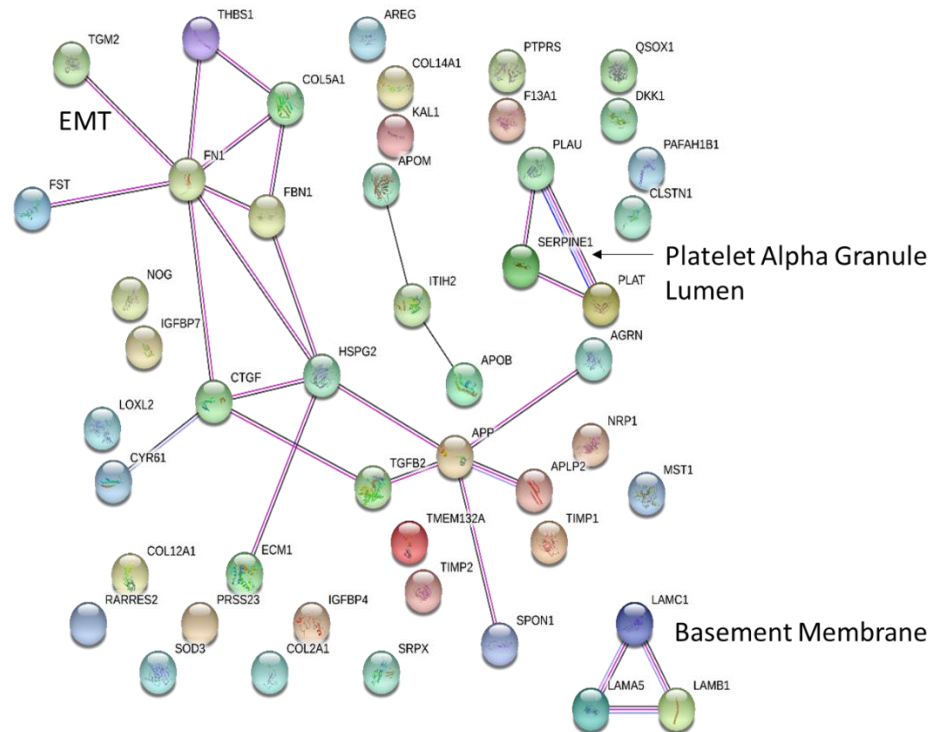 THBS1
AREG
TGM2
PTPRS
QSOX1
COL14A1
COL5A1
F13A1
DKK1
KAL1
EMT
FN1
APOM
PLAU
PAFAH1B1
FST
FBN1
CLSTN1
SERPINE1
Platelet Alpha Granule
Lumen
NOG
ITIH2
PLAT
IGFBP7
HSPG2
APOB
AGRN
CTGF
LOXL2
NRP1
APP
CYR61
TGFB2
APLP2
MST1
TMEM132A
TIMP1
COL12A1
ECM1
TIMP2
RARRES2
PRSS23
IGFBP4
SPON1
LAMC1
Basement Membrane
SOD3
COL2A1
SRPX
LAMA5
LAMB1